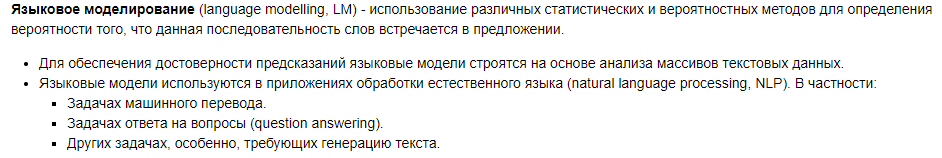 Языковое моделирование (language modelling, LM) - использование различных статистических и вероятностных методов для определения
вероятности того, что данная последовательность слов встречается в предложении.
• Для обеспечения достоверности предсказаний языковые модели строятся на основе анализа массивов текстовых данных.
• Языковые модели используются в приложениях обработки естественного языка (natural language processing, NLP). В частности:
▪ Задачах машинного перевода.
▪ Задачах ответа на вопросы (question answering).
▪ Других задачах, особенно, требующих генерацию текста.